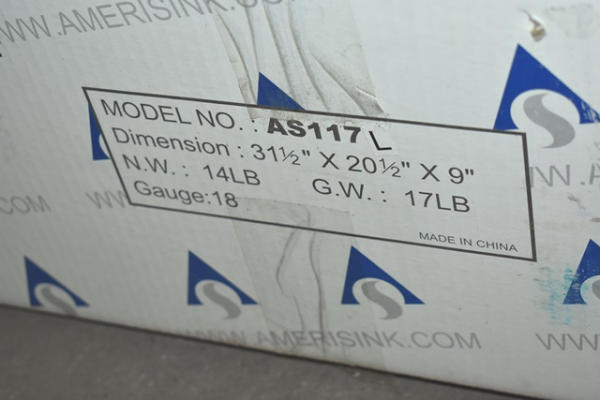 WWW.AMERISINK.COM
MODEL NO. : AS117 L
Dimension : 31½" X 20½" X 9"
N.W. : 14LB G.W. : 17LB
Gauge:18
MADE IN CHINA
WWW.AMERISINK.COM